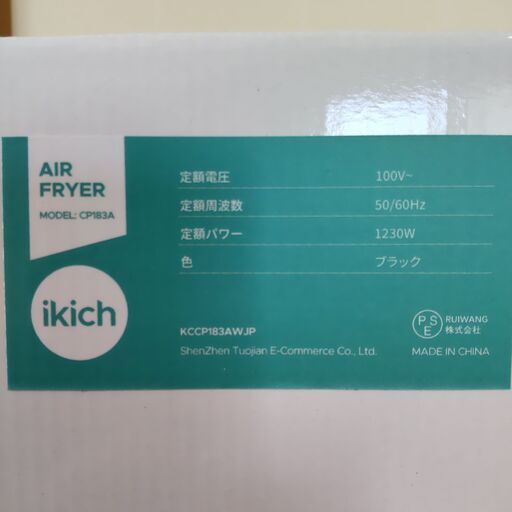 AIR
FRYER
MODEL: CP183A
ikich
定額電圧 100V~
定額周波数 50/60Hz
定額パワー 1230W
色 ブラック
KCCP183AWJP
ShenZhen Tuojian E-Commerce Co., Ltd.
PSE
RUIWANG
株式会社
MADE IN CHINA